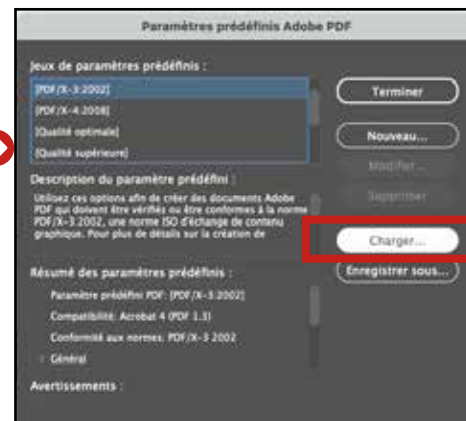 Paramètres prédéfinis Adobe PDF
Jeux de paramètres prédéfinis :
[PDF/X-3:2002]
[PDF/X-4:2008]
[Qualité optimale]
[Qualité supérieure]
Terminer
Nouveau...
Modifier...
Supprimer
Charger...
Enregistrer sous...
Description du paramètre prédéfini :
Utilisez ces options afin de créer des documents Adobe
PDF qui doivent être vérifiés ou être conformes à la norme
PDF/X-3:2002, une norme ISO d'échange de contenu
graphique. Pour plus de détails sur la création de
Résumé des paramètres prédéfinis :
Paramètre prédéfini PDF: [PDF/X-3:2002]
Compatibilité: Acrobat 4 (PDF 1.3)
Conformité aux normes: PDF/X-3 2002
Général
Avertissements :